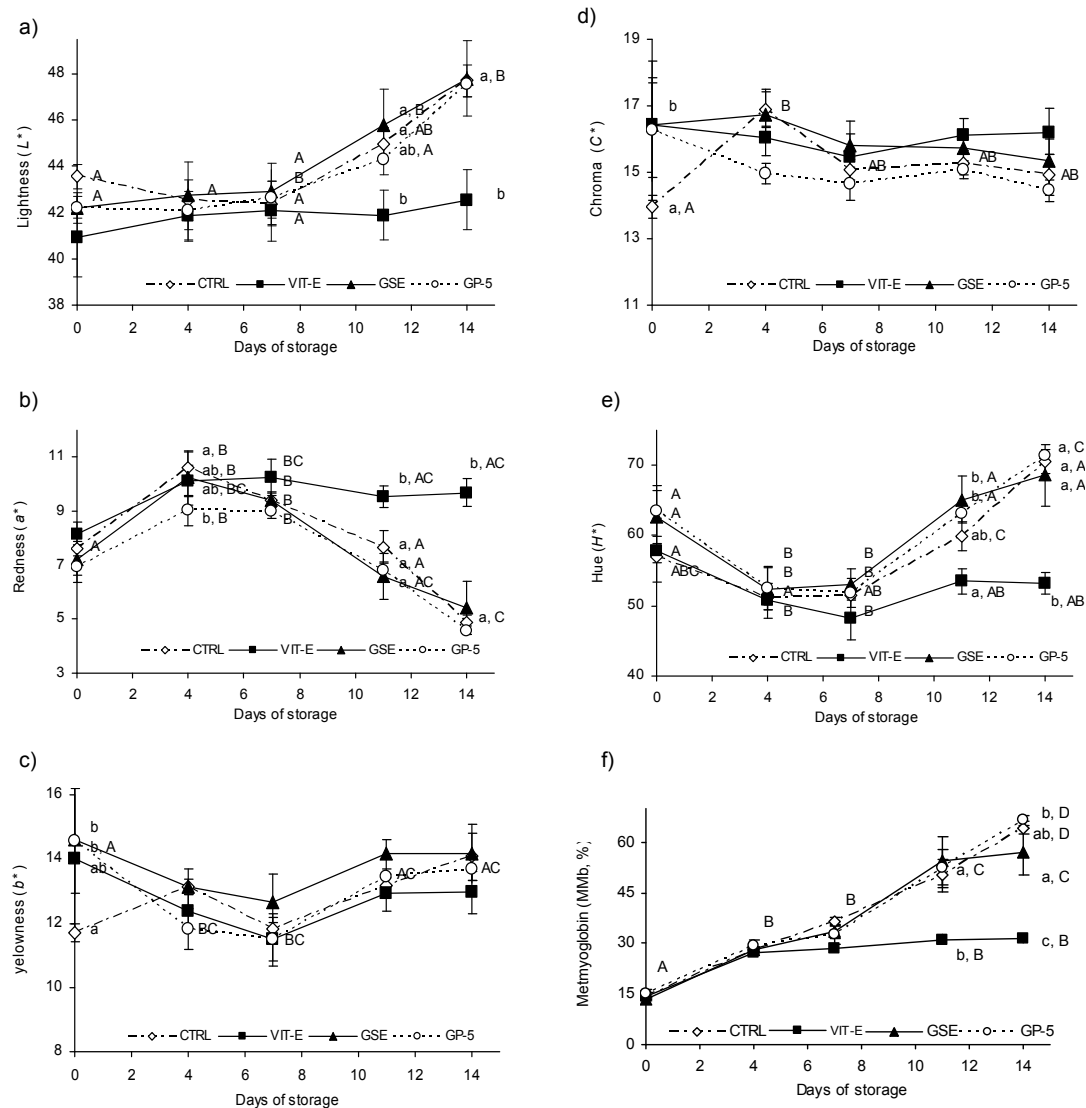 a)
Lightness (L*)
48
46
44
42
40
38
A
A
A
A
B
A
A
a, B
a, AB
ab, A
b
a, B
b
CTRL VIT-E GSE GP-5
0 2 4 6 8 10 12 14
Days of storage
b)
Redness (a*)
11
9
7
5
3
A
a, B
ab, B
ab, BC
b, B
BC
B
B
B
b, AC
a, A
a, A
a, AC
b, AC
a, C
CTRL VIT-E GSE GP-5
0 2 4 6 8 10 12 14
Days of storage
c)
yelowness (b*)
16
14
12
10
8
b
b, A
ab
a
BC
BC
AC
AC
CTRL VIT-E GSE GP-5
0 2 4 6 8 10 12 14
Days of storage
d)
Chroma (C*)
19
17
15
13
11
b
a, A
B
AB
AB
AB
CTRL VIT-E GSE GP-5
0 2 4 6 8 10 12 14
Days of storage
e)
Hue (H*)
70
60
50
40
A
A
A
ABC
B
B
A
B
B
B
AB
B
b, A
b, A
ab, C
a, AB
a, C
a, A
a, A
b, AB
CTRL VIT-E GSE GP-5
0 2 4 6 8 10 12 14
Days of storage
f)
Metmyoglobin (MMb, %)
60
45
30
15
0
A
B
B
a, C
b, B
b, D
ab, D
a, C
c, B
CTRL VIT-E GSE GP-5
0 2 4 6 8 10 12 14
Days of storage